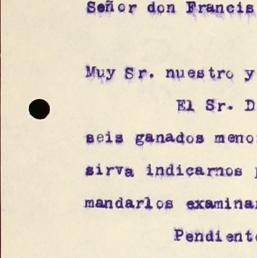 Señor don Francis
Muy Sr. nuestro y
El Sr. D
seis ganados meno
sirva indicarnos
mandarlos examina
Pendient